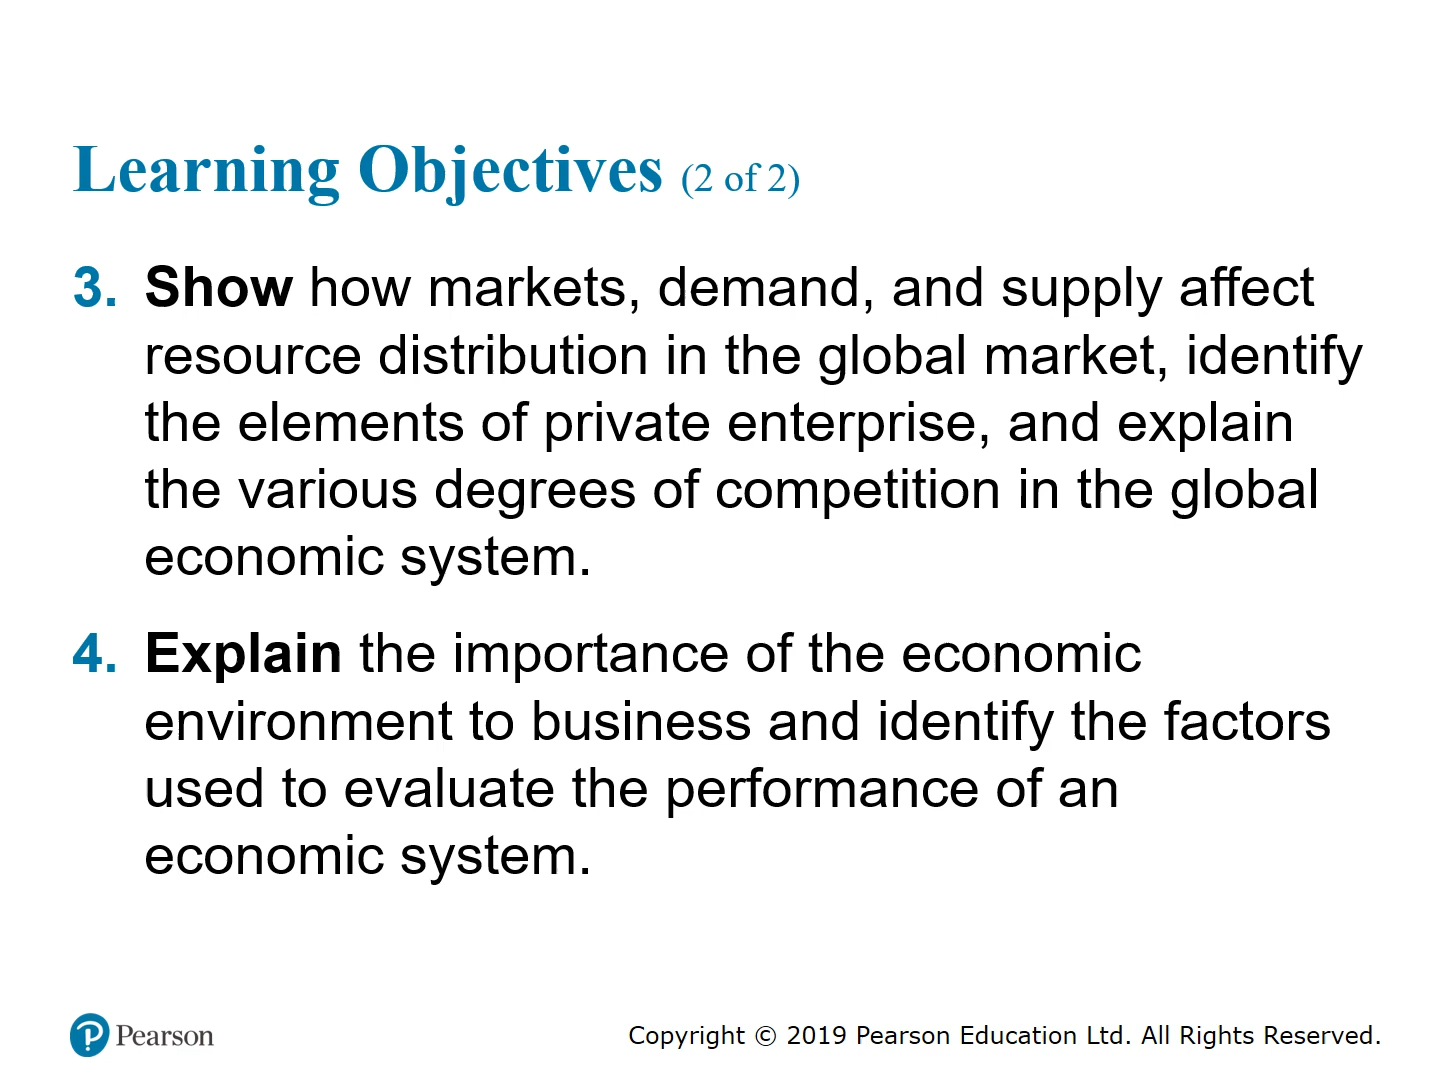 Learning Objectives (2 of 2)
3. Show how markets, demand, and supply affect
resource distribution in the global market, identify
the elements of private enterprise, and explain
the various degrees of competition in the global
economic system.
4. Explain the importance of the economic
environment to business and identify the factors
used to evaluate the performance of an
economic system.
Pearson
Copyright © 2019 Pearson Education Ltd. All Rights Reserved.